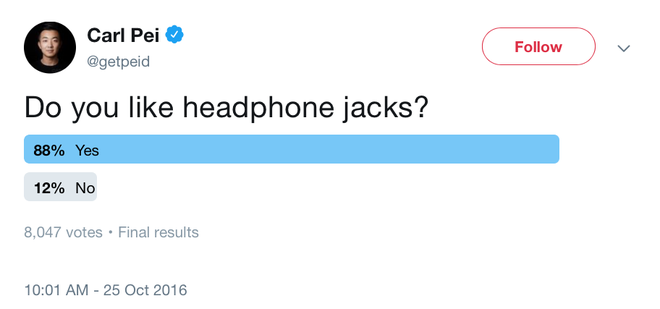 Carl Pei
@getpeid
Follow
Do you like headphone jacks?
88% Yes
12% No
8,047 votes • Final results
10:01 AM - 25 Oct 2016